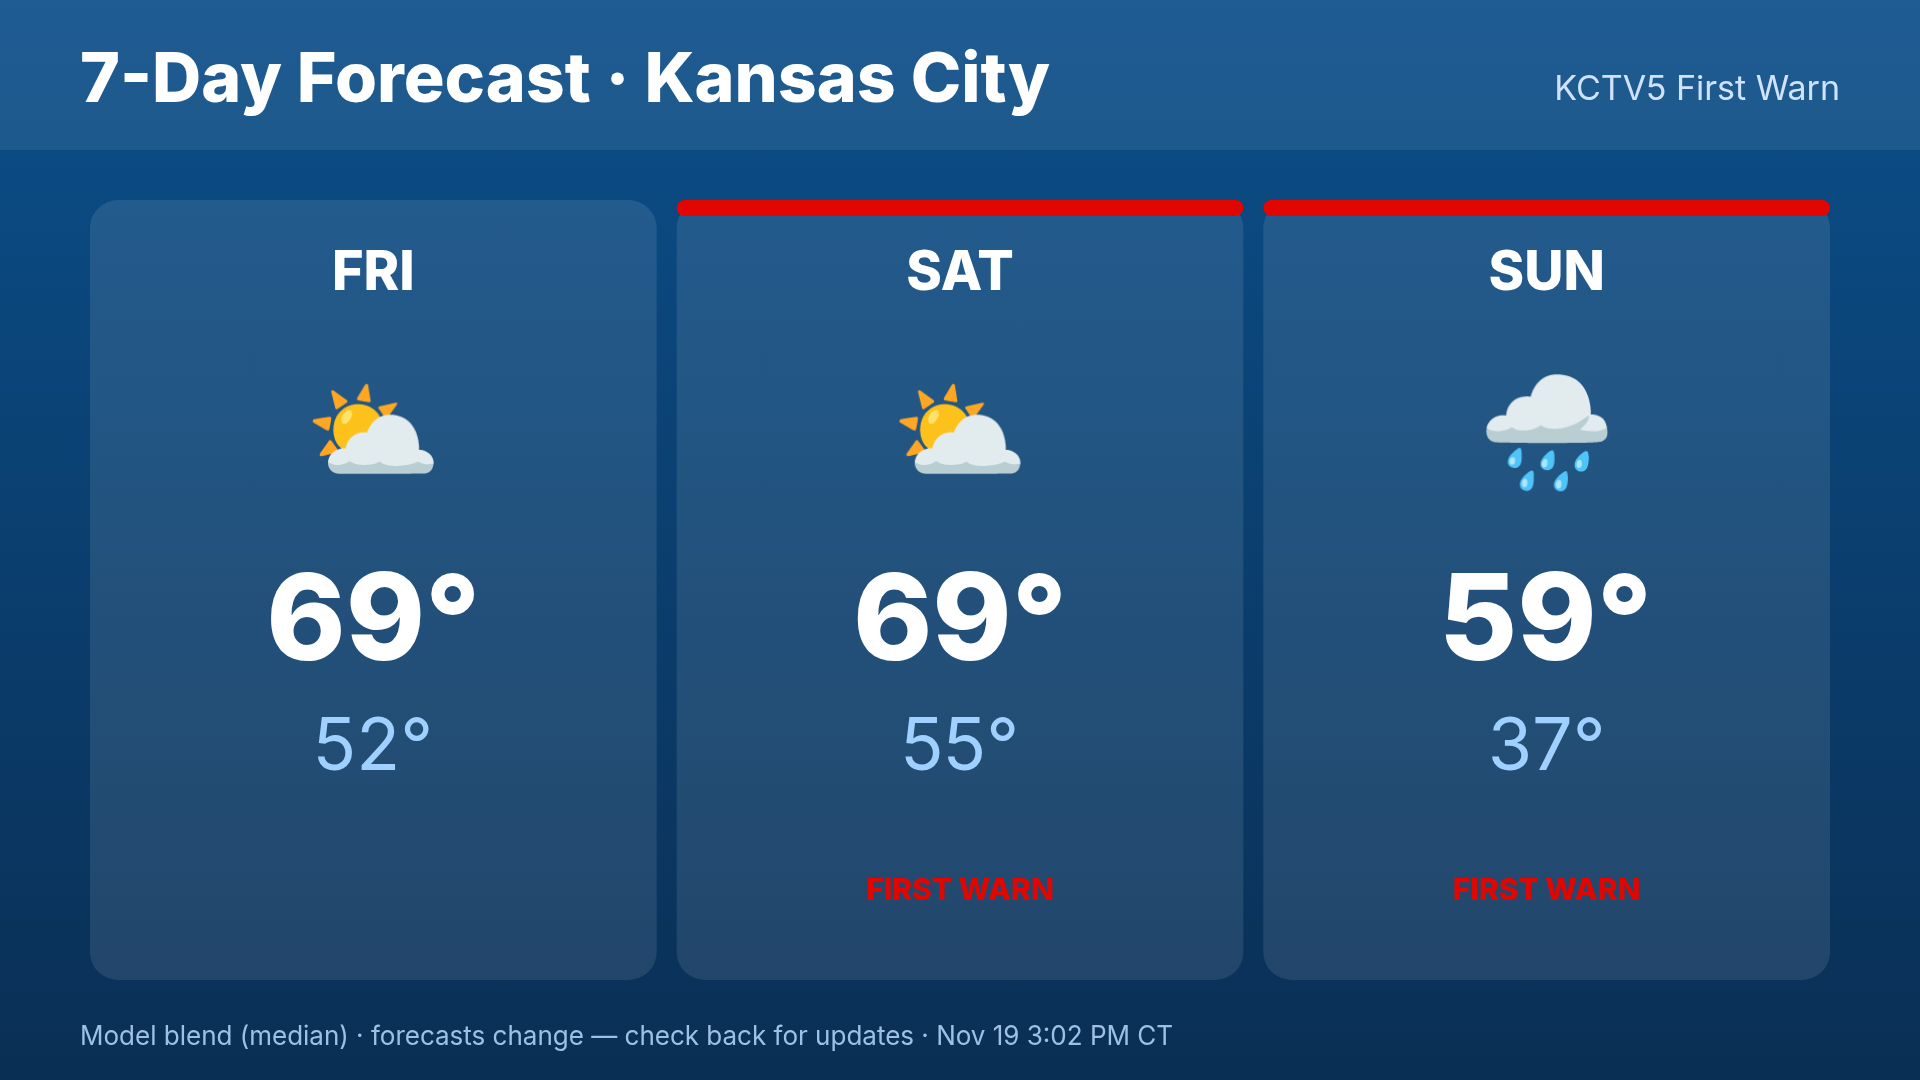 7-Day Forecast · Kansas City
KCTV5 First Warn
FRI
69°
52°
SAT
69°
55°
FIRST WARN
SUN
59°
37°
FIRST WARN
Model blend (median) · forecasts change — check back for updates · Nov 19 3:02 PM CT